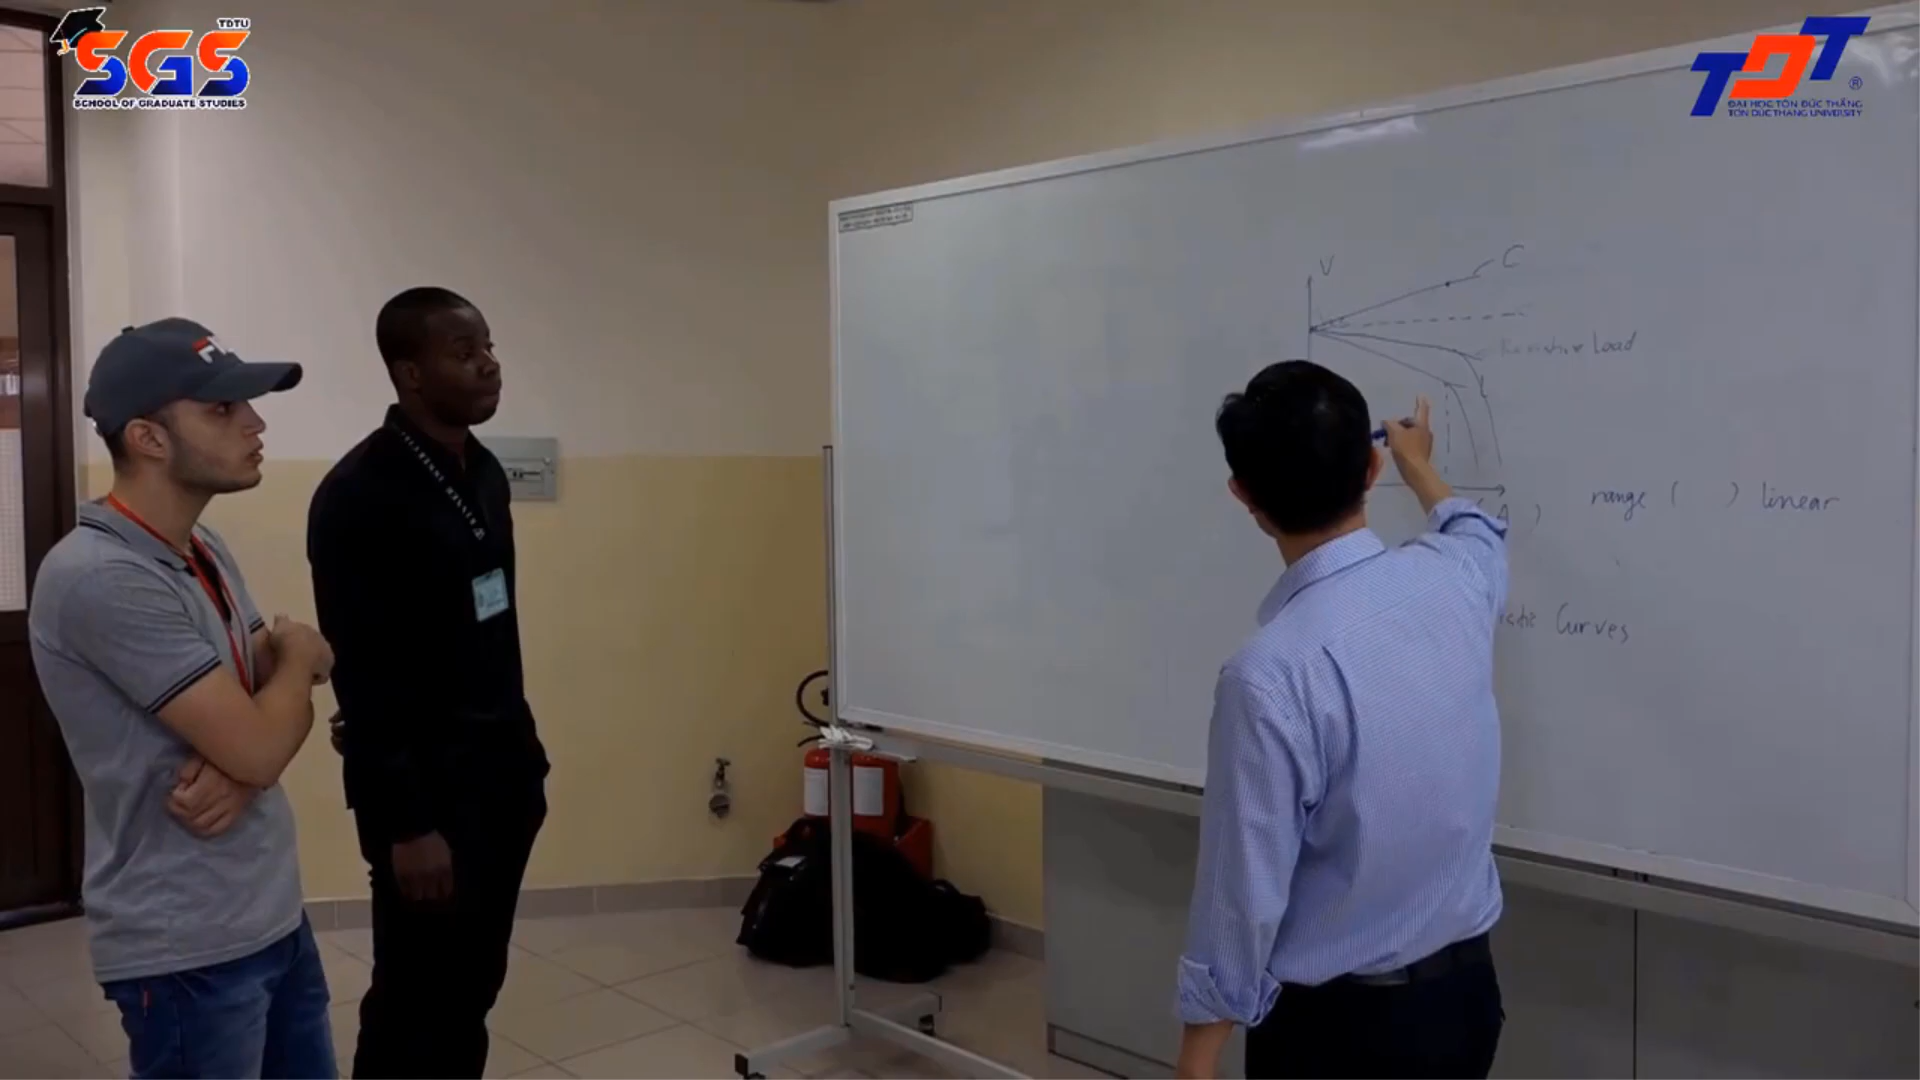 TDTU
SGS
SCHOOL OF GRADUATE STUDIES
TDT
®
ĐẠI HỌC TÔN ĐỨC THẮNG
TON DUC THANG UNIVERSITY
V
C
Resistive Load
L
( A )
range ( ) linear
Curves